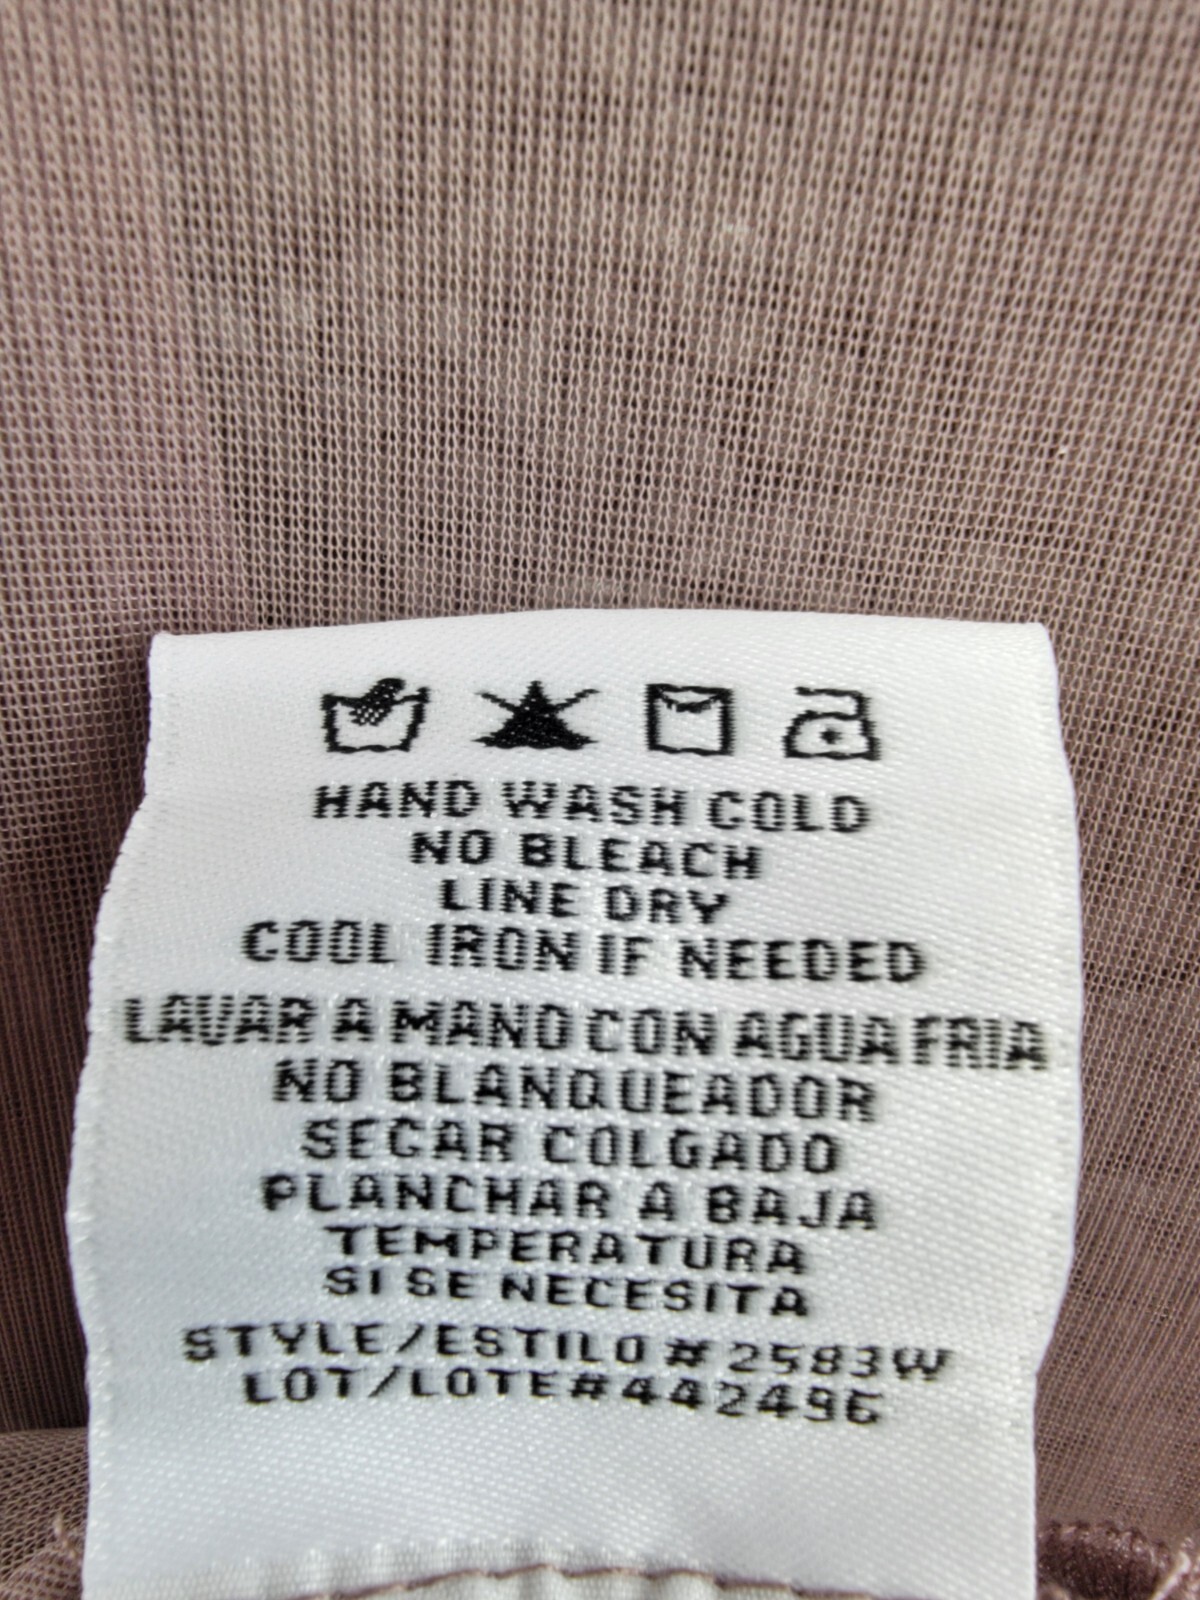 HAND WASH COLD
NO BLEACH
LINE DRY
COOL IRON IF NEEDED
LAVAR A MANO CON AGUA FRIA
NO BLANQUEADOR
SECAR COLGADO
PLANCHAR A BAJA
TEMPERATURA
SI SE NECESITA
STYLE/ESTILO # 2583W
LOT/LOTE#442496